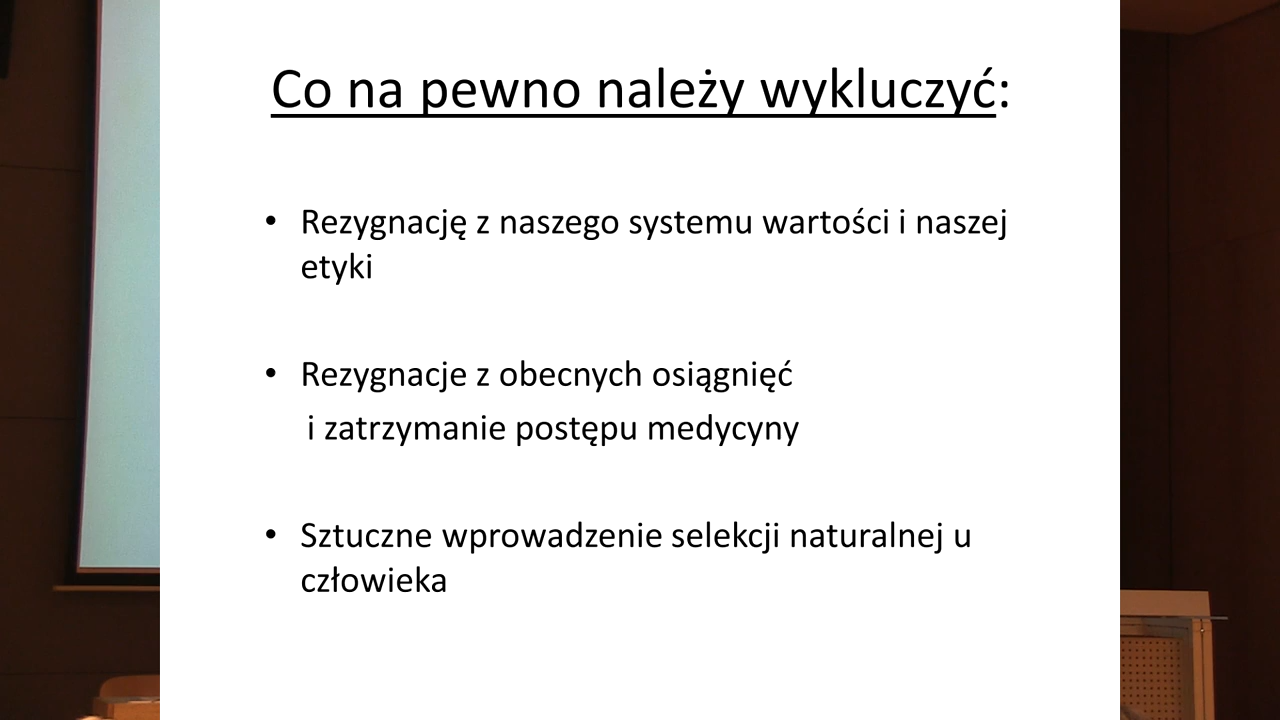 Co na pewno należy wykluczyć:
• Rezygnację z naszego systemu wartości i naszej
etyki
• Rezygnacje z obecnych osiągnięć
i zatrzymanie postępu medycyny
• Sztuczne wprowadzenie selekcji naturalnej u
człowieka